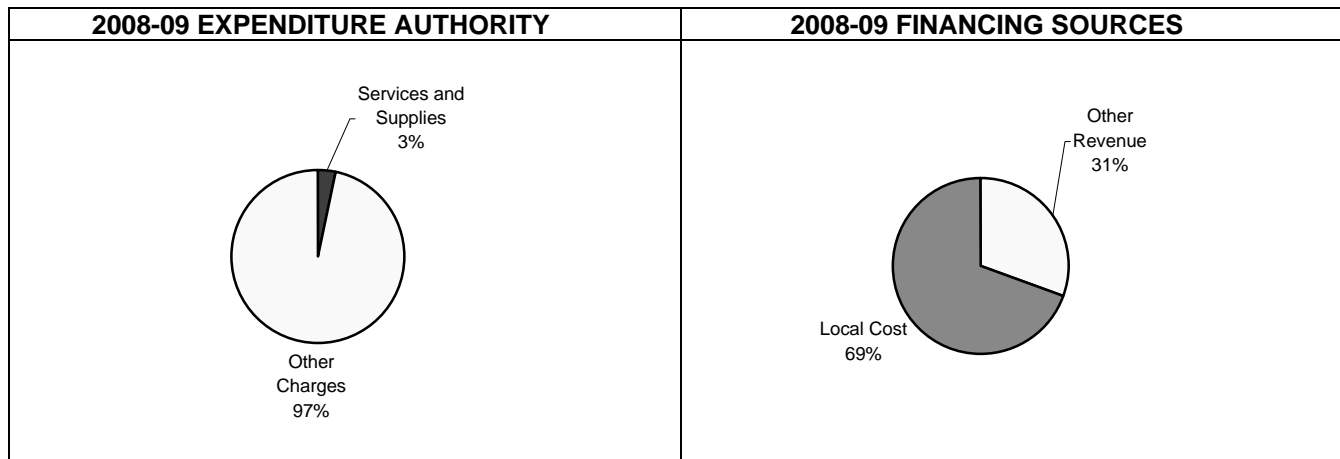 2008-09 EXPENDITURE AUTHORITY
Services and
Supplies
3%
Other
Charges
97%
2008-09 FINANCING SOURCES
Other
Revenue
31%
Local Cost
69%